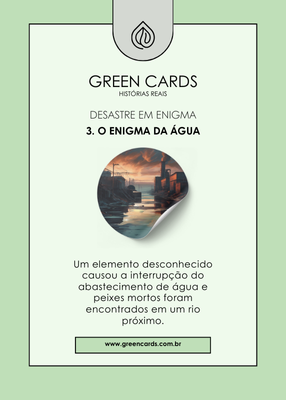 GREEN CARDS
HISTÓRIAS REAIS
DESASTRE EM ENIGMA
3. O ENIGMA DA ÁGUA
Um elemento desconhecido
causou a interrupção do
abastecimento de água e
peixes mortos foram
encontrados em um rio
próximo.
www.greencards.com.br